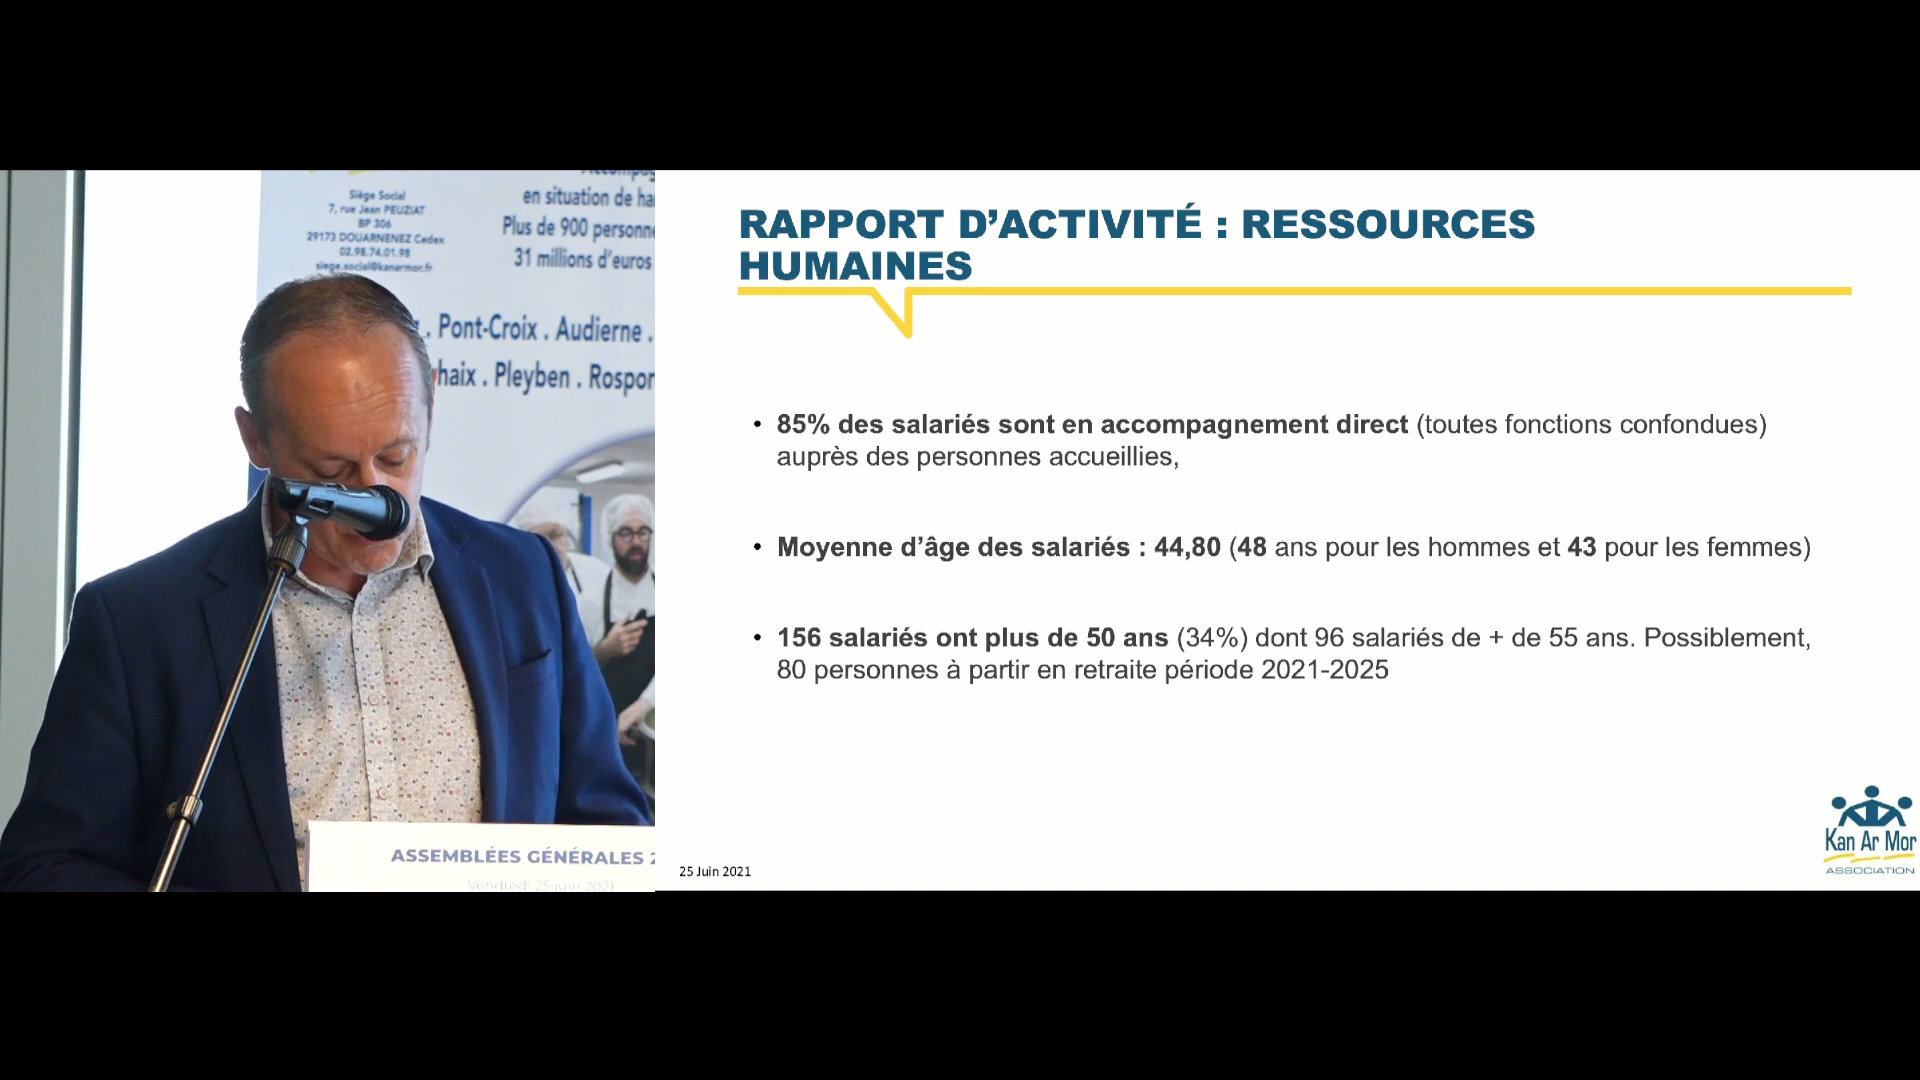 Siège Social
7, rue Jean PEUZIAT
BP 306
29173 DOUARNENEZ Cedex
02.98.74.01.98
siege.social@kanarmor.fr
en situation de
Plus de 900
31 millions d'euros
. Pont-Croix . Audierne .
. Pleyben .
ASSEMBLÉES GÉNÉRALES
Vendredi 25 juin 2021
RAPPORT D’ACTIVITÉ : RESSOURCES
HUMAINES
• 85% des salariés sont en accompagnement direct (toutes fonctions confondues)
auprès des personnes accueillies,
• Moyenne d’âge des salariés : 44,80 (48 ans pour les hommes et 43 pour les femmes)
• 156 salariés ont plus de 50 ans (34%) dont 96 salariés de + de 55 ans. Possiblement,
80 personnes à partir en retraite période 2021-2025
25 Juin 2021
Kan Ar Mor
ASSOCIATION